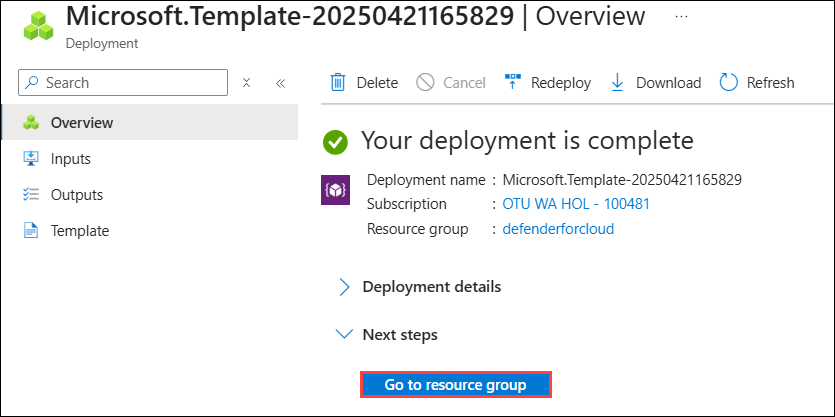 Microsoft.Template-20250421165829 | Overview ...
Deployment
Search
Delete Cancel Redeploy Download Refresh
Overview
Inputs
Outputs
Template
Your deployment is complete
Deployment name : Microsoft.Template-20250421165829
Subscription : OTU WA HOL - 100481
Resource group : defenderforcloud
Deployment details
Next steps
Go to resource group